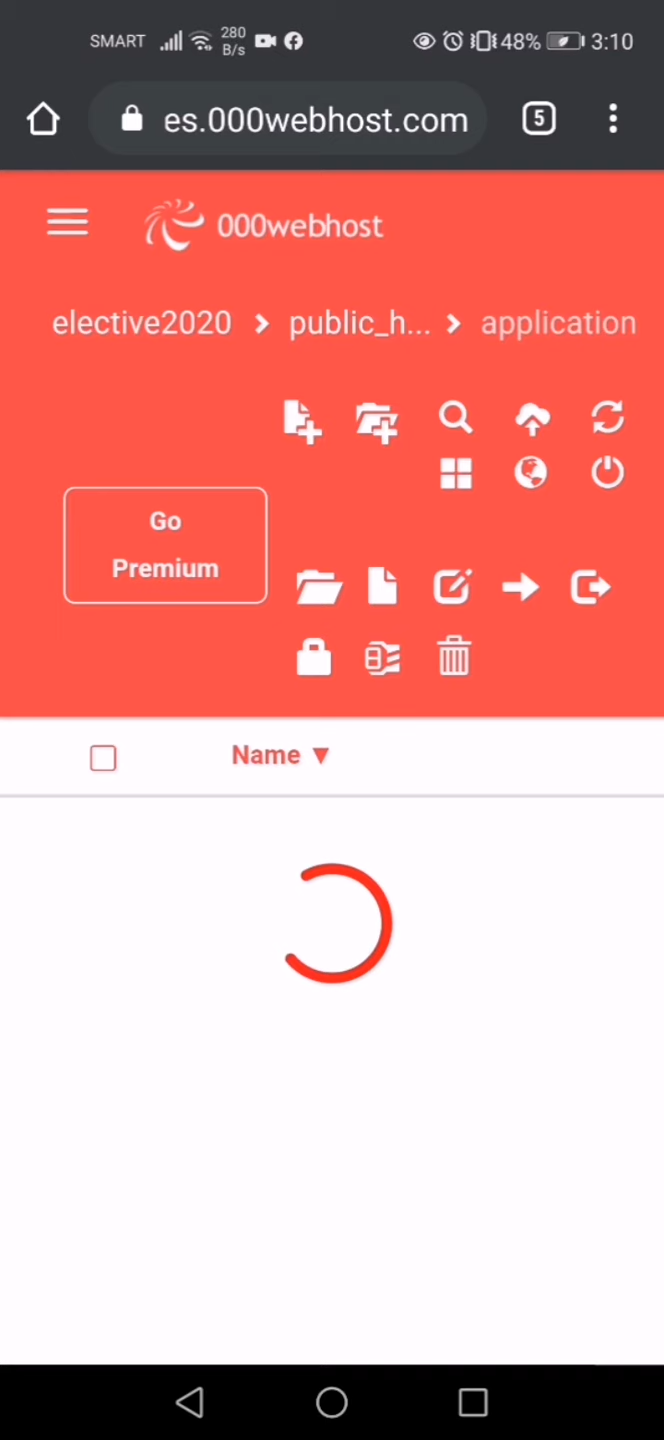 SMART 280 B/s 48% 3:10
es.000webhost.com 5
000webhost
elective2020 > public_h... > application
Go
Premium
Name ▼